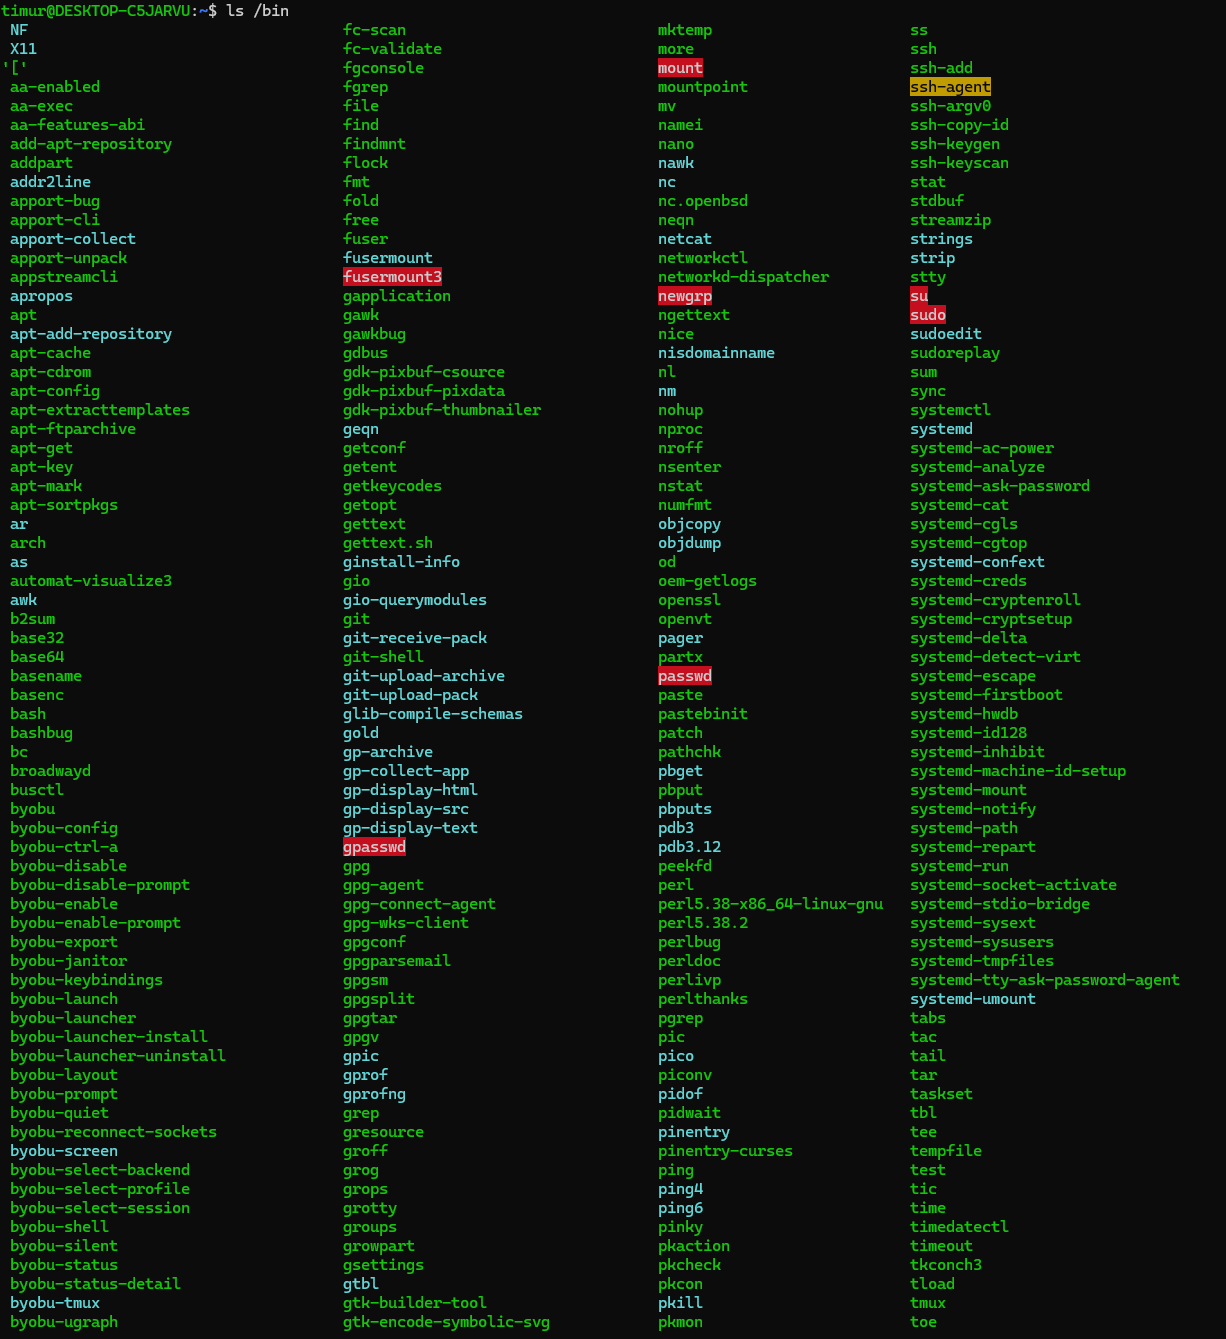 timur@DESKTOP-C5JARVU:~$ ls /bin
 NF                                  fc-scan                            mktemp                      ss
 X11                                 fc-validate                        more                        ssh
'['                                  fgconsole                          mount                       ssh-add
 aa-enabled                          fgrep                              mountpoint                  ssh-agent
 aa-exec                             file                               mv                          ssh-argv0
 aa-features-abi                     find                               namei                       ssh-copy-id
 add-apt-repository                  findmnt                            nano                        ssh-keygen
 addpart                             flock                              nawk                        ssh-keyscan
 addr2line                           fmt                                nc                          stat
 apport-bug                          fold                               nc.openbsd                  stdbuf
 apport-cli                          free                               neqn                        streamzip
 apport-collect                      fuser                              netcat                      strings
 apport-unpack                       fusermount                         networkctl                  strip
 appstreamcli                        fusermount3                        networkd-dispatcher         stty
 apropos                             gapplication                       newgrp                      su
 apt                                 gawk                               ngettext                    sudo
 apt-add-repository                  gawkbug                            nice                        sudoedit
 apt-cache                           gdbus                              nisdomainname               sudoreplay
 apt-cdrom                           gdk-pixbuf-csource                 nl                          sum
 apt-config                          gdk-pixbuf-pixdata                 nm                          sync
 apt-extracttemplates                gdk-pixbuf-thumbnailer             nohup                       systemctl
 apt-ftparchive                      geqn                               nproc                       systemd
 apt-get                             getconf                            nroff                       systemd-ac-power
 apt-key                             getent                             nsenter                     systemd-analyze
 apt-mark                            getkeycodes                        nstat                       systemd-ask-password
 apt-sortpkgs                        getopt                             numfmt                      systemd-cat
 ar                                  gettext                            objcopy                     systemd-cgls
 arch                                gettext.sh                         objdump                     systemd-cgtop
 as                                  ginstall-info                      od                          systemd-confext
 automat-visualize3                  gio                                oem-getlogs                 systemd-creds
 awk                                 gio-querymodules                   openssl                     systemd-cryptenroll
 b2sum                               git                                openvt                      systemd-cryptsetup
 base32                              git-receive-pack                   pager                       systemd-delta
 base64                              git-shell                          partx                       systemd-detect-virt
 basename                            git-upload-archive                 passwd                      systemd-escape
 basenc                              git-upload-pack                    paste                       systemd-firstboot
 bash                                glib-compile-schemas               pastebinit                  systemd-hwdb
 bashbug                             gold                               patch                       systemd-id128
 bc                                  gp-archive                         pathchk                     systemd-inhibit
 broadwayd                           gp-collect-app                     pbget                       systemd-machine-id-setup
 busctl                              gp-display-html                    pbput                       systemd-mount
 byobu                               gp-display-src                     pbputs                      systemd-notify
 byobu-config                        gp-display-text                    pdb3                        systemd-path
 byobu-ctrl-a                        gpasswd                            pdb3.12                     systemd-repart
 byobu-disable                       gpg                                peekfd                      systemd-run
 byobu-disable-prompt                gpg-agent                          perl                        systemd-socket-activate
 byobu-enable                        gpg-connect-agent                  perl5.38-x86_64-linux-gnu   systemd-stdio-bridge
 byobu-enable-prompt                 gpg-wks-client                     perl5.38.2                  systemd-sysext
 byobu-export                        gpgconf                            perlbug                     systemd-sysusers
 byobu-janitor                       gpgparsemail                       perldoc                     systemd-tmpfiles
 byobu-keybindings                   gpgsm                              perlivp                     systemd-tty-ask-password-agent
 byobu-launch                        gpgsplit                           perlthanks                  systemd-umount
 byobu-launcher                      gpgtar                             pgrep                       tabs
 byobu-launcher-install              gpgv                               pic                         tac
 byobu-launcher-uninstall            gpic                               pico                        tail
 byobu-layout                        gprof                              piconv                      tar
 byobu-prompt                        gprofng                            pidof                       taskset
 byobu-quiet                         grep                               pidwait                     tbl
 byobu-reconnect-sockets             gresource                          pinentry                    tee
 byobu-screen                        groff                              pinentry-curses             tempfile
 byobu-select-backend                grog                               ping                        test
 byobu-select-profile                grops                              ping4                       tic
 byobu-select-session                grotty                             ping6                       time
 byobu-shell                         groups                             pinky                       timedatectl
 byobu-silent                        growpart                           pkaction                    timeout
 byobu-status                        gsettings                          pkcheck                     tkconch3
 byobu-status-detail                 gtbl                               pkcon                       tload
 byobu-tmux                          gtk-builder-tool                   pkill                       tmux
 byobu-ugraph                        gtk-encode-symbolic-svg            pkmon                       toe